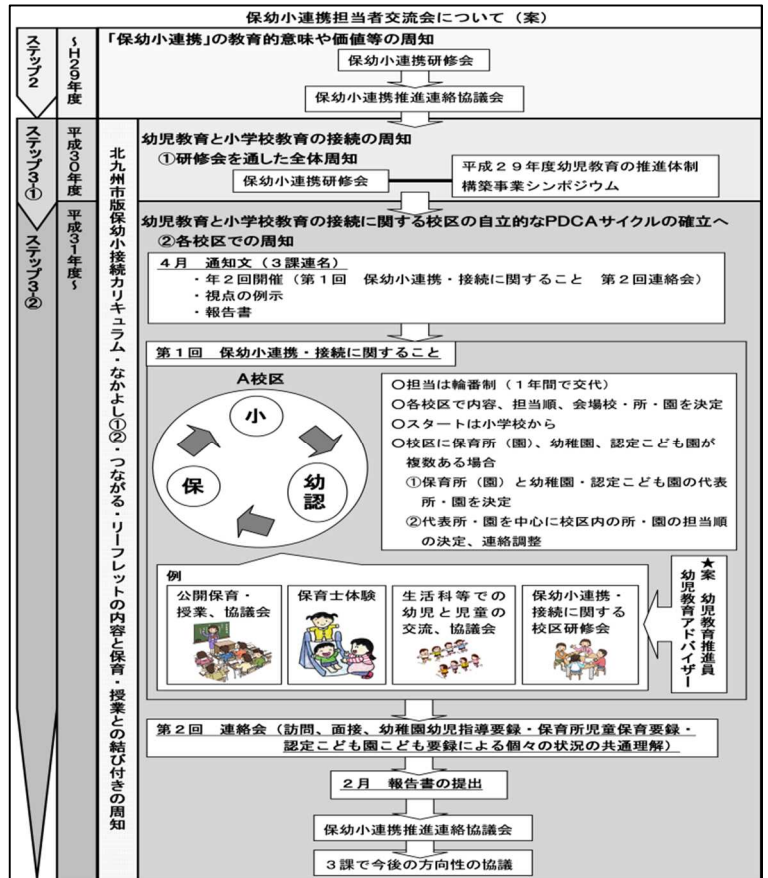 保幼小連携担当者交流会について（案）
ステップ2
～H29年度
「保幼小連携」の教育的意味や価値等の周知
保幼小連携研修会
保幼小連携推進連絡協議会
ステップ3-①
平成30年度
北九州市版保幼小接続カリキュラム・なかよし①②・つながる・リーフレットの内容と保育・授業との結び付きの周知
幼児教育と小学校教育の接続の周知
①研修会を通した全体周知
保幼小連携研修会
平成２９年度幼児教育の推進体制
構築事業シンポジウム
ステップ3-②
平成31年度～
幼児教育と小学校教育の接続に関する校区の自立的なPDCAサイクルの確立へ
②各校区での周知
４月　通知文（３課連名）
・年２回開催（第１回　保幼小連携・接続に関すること　第２回連絡会）
・視点の例示
・報告書
第１回　保幼小連携・接続に関すること
A校区
小
保
幼
認
○担当は輪番制（１年間で交代）
○各校区で内容、担当順、会場校・所・園を決定
○スタートは小学校から
○校区に保育所（園）、幼稚園、認定こども園が
複数ある場合
①保育所（園）と幼稚園・認定こども園の代表
所・園を決定
②代表所・園を中心に校区内の所・園の担当順
の決定、連絡調整
例
公開保育・
授業、協議会
保育士体験
生活科等での
幼児と児童の
交流、協議会
保幼小連携・
接続に関する
校区研修会
★案　幼児教育推進員
幼児教育アドバイザー
第２回　連絡会（訪問、面接、幼稚園幼児指導要録・保育所児童保育要録・
認定こども園こども要録による個々の状況の共通理解）
２月　報告書の提出
保幼小連携推進連絡協議会
３課で今後の方向性の協議